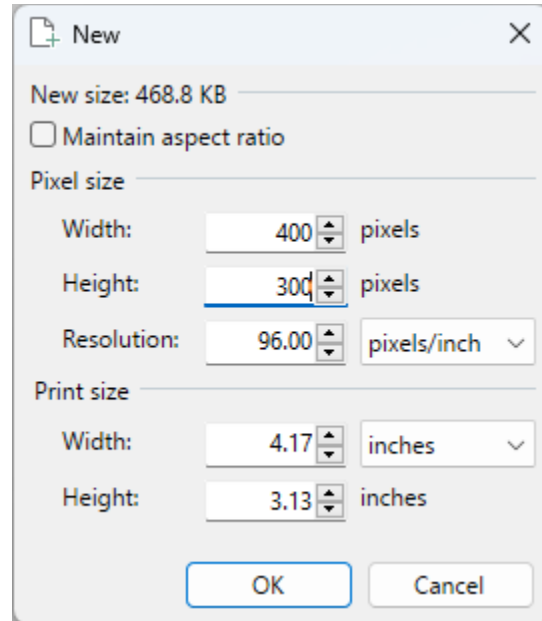 New
New size: 468.8 KB
Maintain aspect ratio
Pixel size
Width: 400 pixels
Height: 300 pixels
Resolution: 96.00 pixels/inch
Print size
Width: 4.17 inches
Height: 3.13 inches
OK Cancel